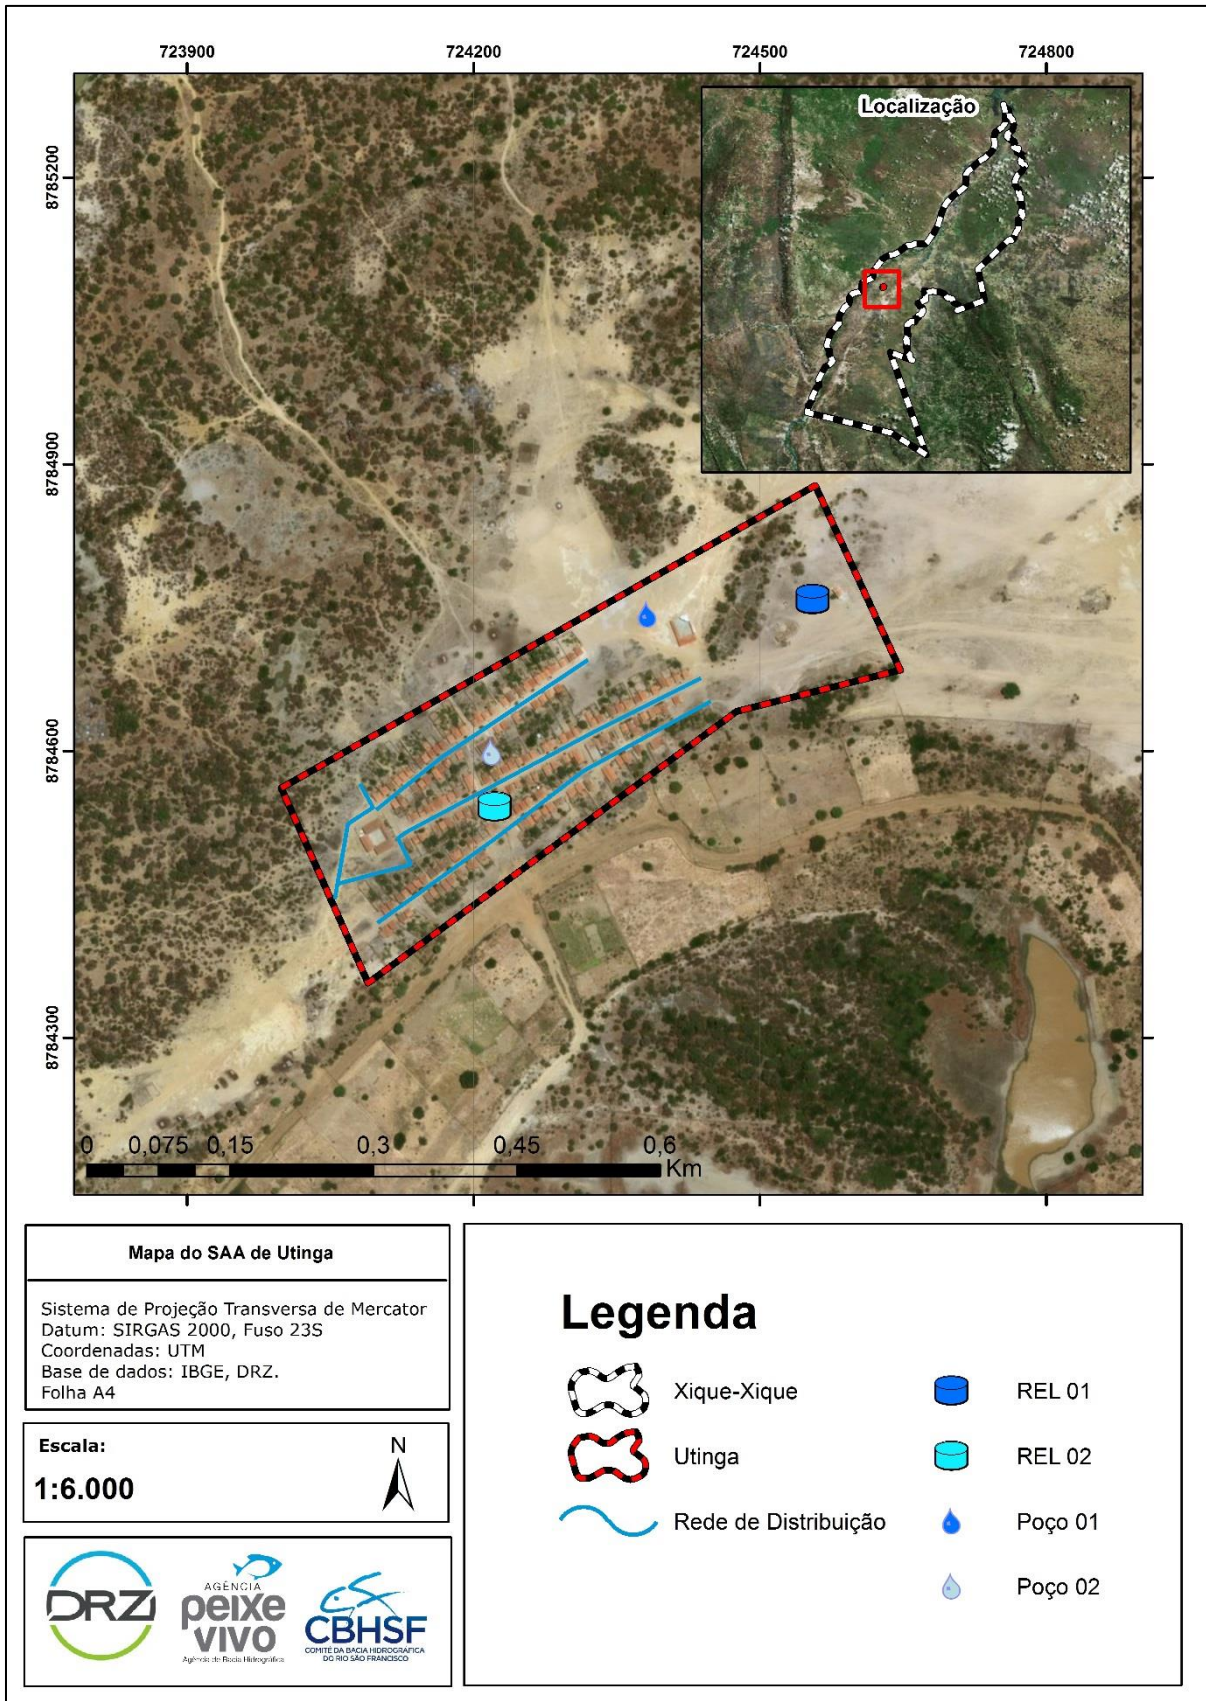 723900 724200 724500 724800
Localização
8785200
8784900
8784600
8784300
0 0,075 0,15 0,3 0,45 0,6
Km
Mapa do SAA de Utinga
Sistema de Projeção Transversa de Mercator
Datum: SIRGAS 2000, Fuso 23S
Coordenadas: UTM
Base de dados: IBGE, DRZ.
Folha A4
Escala:
1:6.000
N
DRZ
AGÊNCIA
peixe
vivo
Agência de Bacia Hidrográfica
CBHSF
COMITÊ DA BACIA HIDROGRÁFICA
DO RIO SÃO FRANCISCO
Legenda
Xique-Xique
Utinga
Rede de Distribuição
REL 01
REL 02
Poço 01
Poço 02